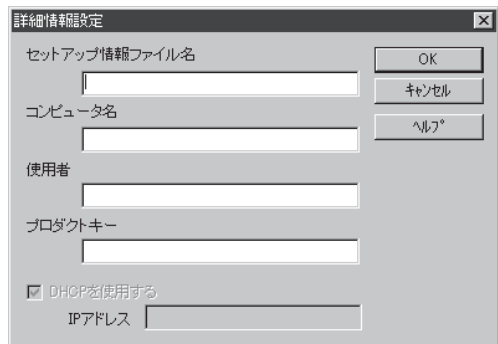 詳細情報設定
セットアップ情報ファイル名
OK
キャンセル
コンピュータ名
ヘルプ
使用者
プロダクトキー
DHCPを使用する
IPアドレス